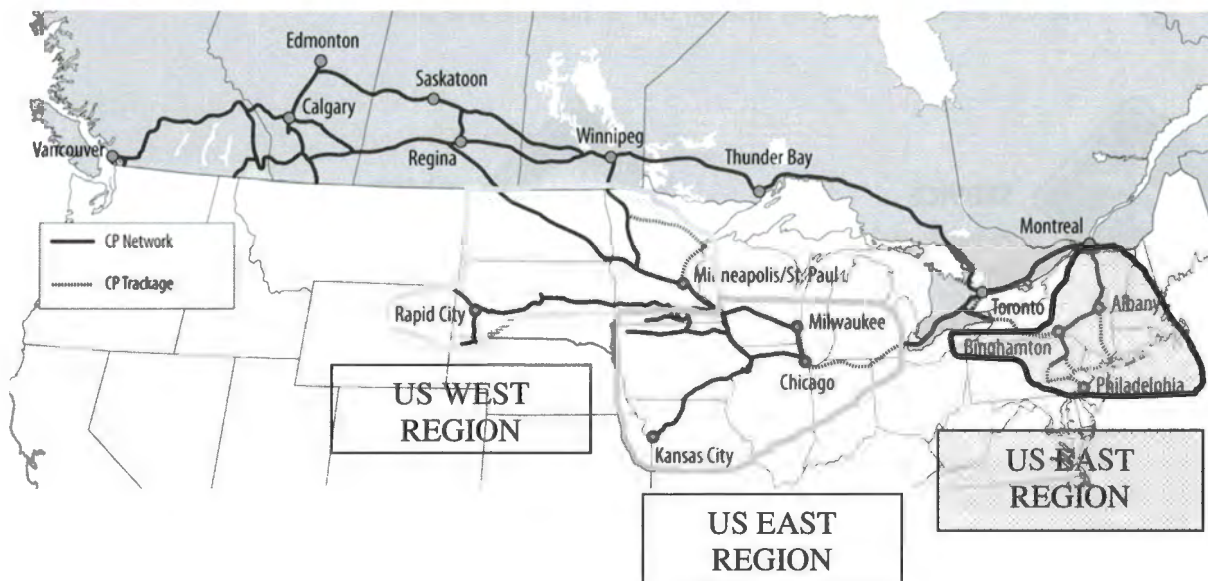 Edmonton
Saskatoon
Calgary
Vancouver
Regina
Winnipeg
Thunder Bay
Montreal
CP Network
CP Trackage
Minneapolis/St. Paul
Rapid City
Milwaukee
Toronto
Albany
Binghamton
Chicago
Philadelphia
Kansas City
US WEST
REGION
US EAST
REGION
US EAST
REGION